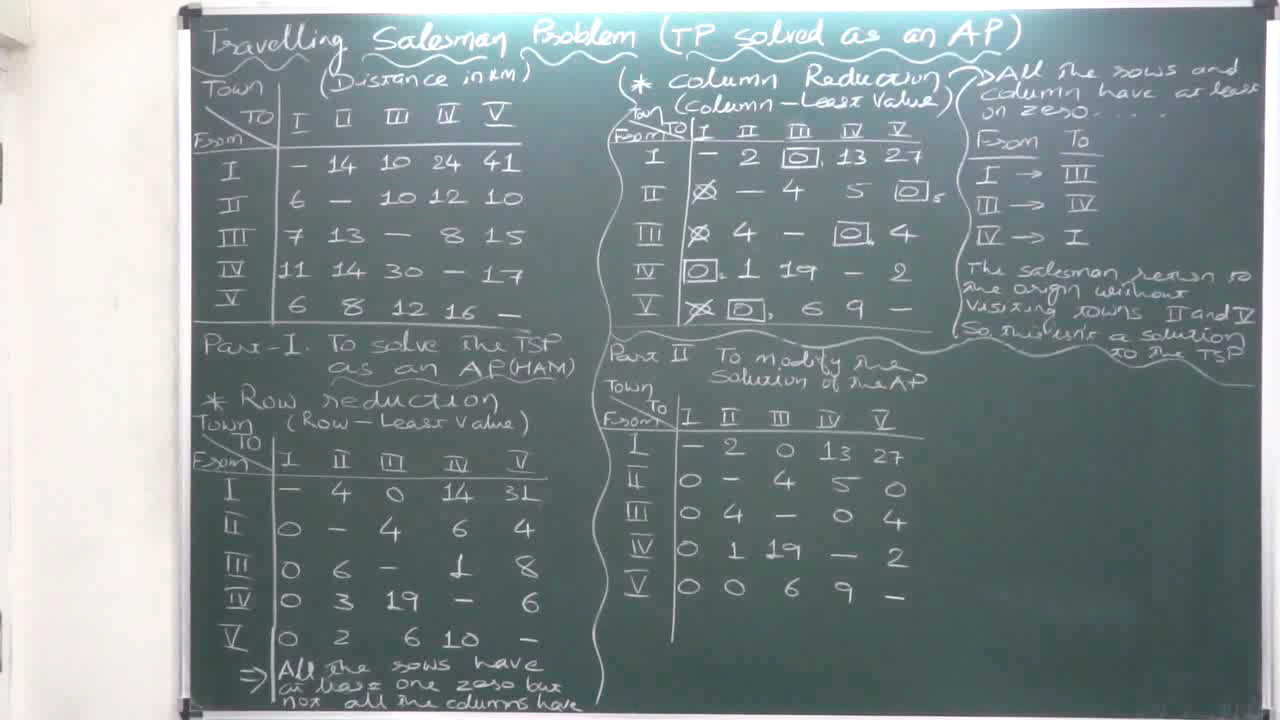 Travelling Salesman Problem (TP solved as an AP)
Town (Distance in KM)
TO I II III IV V
From
I - 14 10 24 41
II 6 - 10 12 10
III 7 13 - 8 15
IV 11 14 30 - 17
V 6 8 12 16 -
Part-I. To solve the TSP
as an AP(HAM)
* Row reduction
Town (Row-Least Value)
TO
From I II III IV V
I - 4 0 14 31
II 0 - 4 6 4
III 0 6 - 1 8
IV 0 3 19 - 6
V 0 2 6 10 -
⇒ All the rows have
at least one zero but
not all the columns have
(* Column Reduction
Town (Column-Least Value)
From TO I II III IV V
I - 2 0 13 27
II 0 - 4 5 0
III 0 4 - 0 4
IV 0 1 19 - 2
V 0 0 6 9 -
→ All the rows and
column have at least
on zero....
From To
I → III
III → IV
IV → I
The salesman return to
the origin without
visiting towns II and V
So, this isn't a solution
to the TSP
Part II To modify the
Solution of the AP
Town
TO
From I II III IV V
I - 2 0 13 27
II 0 - 4 5 0
III 0 4 - 0 4
IV 0 1 19 - 2
V 0 0 6 9 -